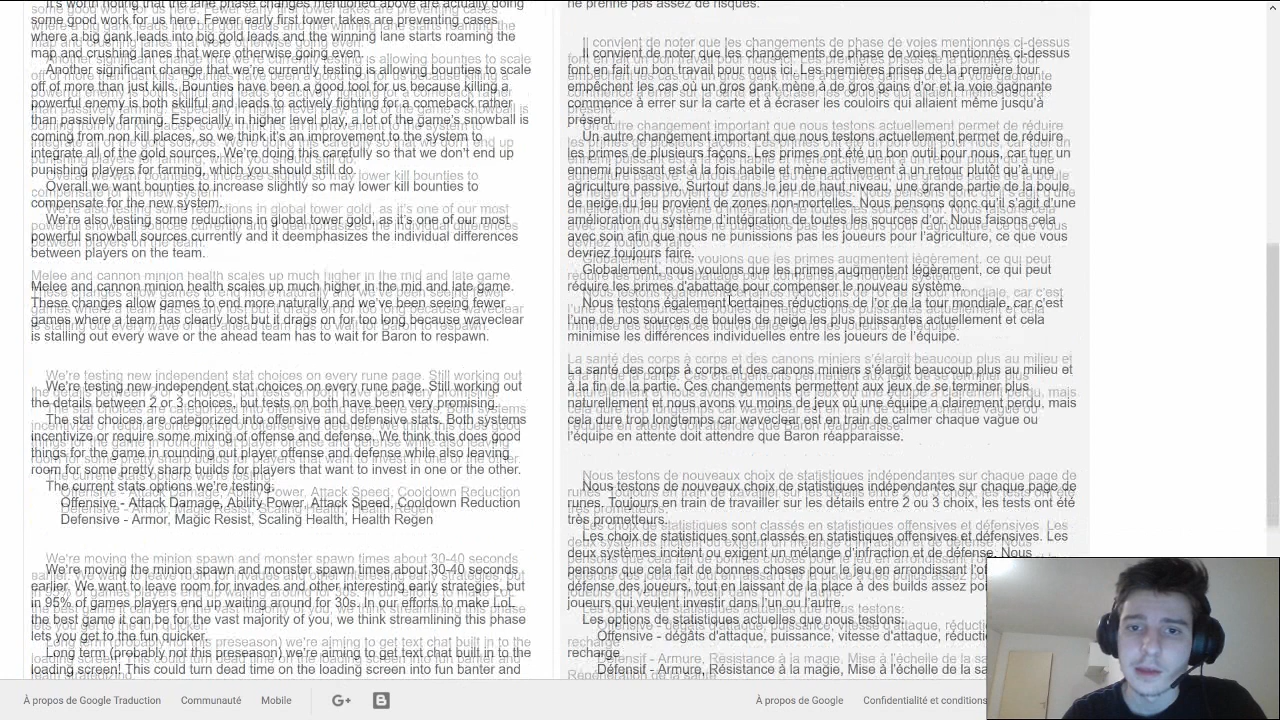 It's worth noting that the lane phase changes mentioned above are actually doing
some good work for us here. Fewer early first tower takes are preventing cases
where a big gank leads into big gold leads and the winning lane starts roaming the
map and crushing lanes that were otherwise going even.
Another significant change that we're currently testing is allowing bounties to scale
off of more than just kills. Bounties have been a good tool for us because killing a
powerful enemy is both skillful and leads to actively fighting for a comeback rather
than passively farming. Especially in higher level play, a lot of the game's snowball is
coming from non kill places, so we think it's an improvement to the system to
integrate all of the gold sources. We're doing this carefully so that we don't end up
punishing players for farming, which you should still do.
Overall we want bounties to increase slightly so may lower kill bounties to
compensate for the new system.
We're also testing some reductions in global tower gold, as it's one of our most
powerful snowball sources currently and it deemphasizes the individual differences
between players on the team.
Melee and cannon minion health scales up much higher in the mid and late game.
These changes allow games to end more naturally and we've been seeing fewer
games where a team has clearly lost but it drags on for too long because waveclear
is stalling out every wave or the ahead team has to wait for Baron to respawn.
We're testing new independent stat choices on every rune page. Still working out
the details between 2 or 3 choices, but tests on both have been very promising.
The stat choices are categorized into offensive and defensive stats. Both systems
incentivize or require some mixing of offense and defense. We think this does good
things for the game in rounding out player offense and defense while also leaving
room for some pretty sharp builds for players that want to invest in one or the other.
The current stats options we're testing:
Offensive - Attack Damage, Ability Power, Attack Speed, Cooldown Reduction
Defensive - Armor, Magic Resist, Scaling Health, Health Regen
We're moving the minion spawn and monster spawn times about 30-40 seconds
earlier. We want to leave room for invades and other interesting early strategies, but
in 95% of games players end up waiting around for 30s. In our efforts to make LoL
the best game it can be for the vast majority of you, we think streamlining this phase
lets you get to the fun quicker.
Long term (probably not this preseason) we're aiming to get text chat built in to the
loading screen! This could turn dead time on the loading screen into fun banter and
ne prenne pas assez de risques.
Il convient de noter que les changements de phase de voies mentionnés ci-dessus
font en fait un bon travail pour nous ici. Les premières prises de la première tour
empêchent les cas où un gros gank mène à de gros gains d'or et la voie gagnante
commence à errer sur la carte et à écraser les couloirs qui allaient même jusqu'à
présent.
Un autre changement important que nous testons actuellement permet de réduire
les primes de plusieurs façons. Les primes ont été un bon outil pour nous, car tuer un
ennemi puissant est à la fois habile et mène activement à un retour plutôt qu'à une
agriculture passive. Surtout dans le jeu de haut niveau, une grande partie de la boule
de neige du jeu provient de zones non-mortelles. Nous pensons donc qu'il s'agit d'une
amélioration du système d'intégration de toutes les sources d'or. Nous faisons cela
avec soin afin que nous ne punissions pas les joueurs pour l'agriculture, ce que vous
devriez toujours faire.
Globalement, nous voulons que les primes augmentent légèrement, ce qui peut
réduire les primes d'abattage pour compenser le nouveau système.
Nous testons également certaines réductions de l'or de la tour mondiale, car c'est
l'une de nos sources de boules de neige les plus puissantes actuellement et cela
minimise les différences individuelles entre les joueurs de l'équipe.
La santé des corps à corps et des canons miniers s'élargit beaucoup plus au milieu et
à la fin de la partie. Ces changements permettent aux jeux de se terminer plus
naturellement et nous avons vu moins de jeux où une équipe a clairement perdu, mais
cela dure trop longtemps car waveclear est en train de calmer chaque vague ou
l'équipe en attente doit attendre que Baron réapparaisse.
Nous testons de nouveaux choix de statistiques indépendantes sur chaque page de
runes. Toujours en train de travailler sur les détails entre 2 ou 3 choix, les tests ont été
très prometteurs.
Les choix de statistiques sont classés en statistiques offensives et défensives. Les
deux systèmes incitent ou exigent un mélange d'infraction et de défense. Nous
pensons que cela fait de bonnes choses pour le jeu en arrondissant
défense des joueurs, tout en laissant de la place à des builds assez
joueurs qui veulent investir dans l'un ou l'autre.
Les options de statistiques actuelles que nous testons:
Offensive - dégâts d'attaque, puissance, vitesse d'attaque,
recharge
Défensif - Armure, Résistance à la magie, Mise à l'échelle de la
À propos de Google Traduction Communauté Mobile G+ À propos de Google Confidentialité et conditions